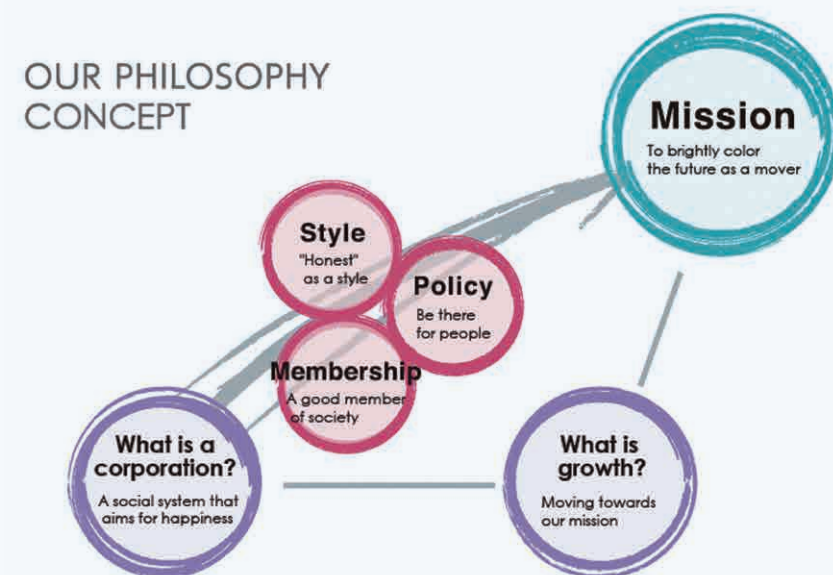 OUR PHILOSOPHY
CONCEPT
Mission
To brightly color
the future as a mover
Style
"Honest"
as a style
Policy
Be there
for people
Membership
A good member
of society
What is a
corporation?
A social system that
aims for happiness
What is
growth?
Moving towards
our mission